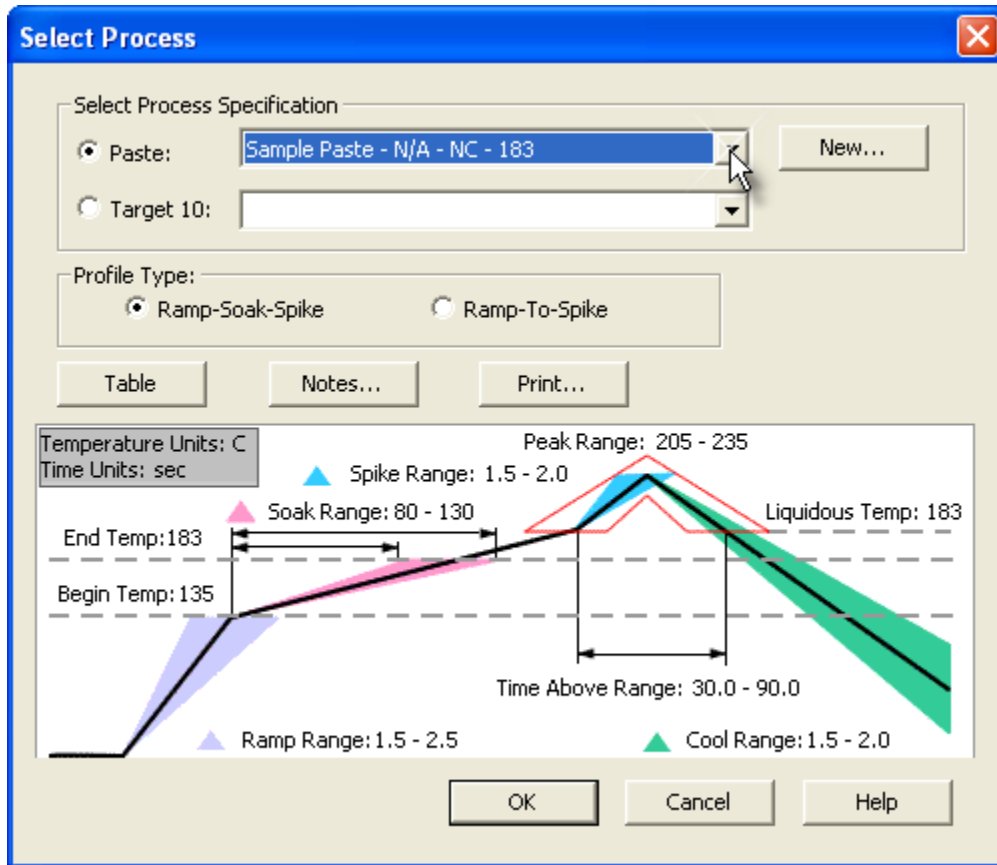 Select Process
Select Process Specification
Paste:
Sample Paste - N/A - NC - 183
New...
Target 10:
Profile Type:
Ramp-Soak-Spike
Ramp-To-Spike
Table
Notes...
Print...
Temperature Units: C
Time Units: sec
Peak Range: 205 - 235
Spike Range: 1.5 - 2.0
Soak Range: 80 - 130
Liquidous Temp: 183
End Temp: 183
Begin Temp: 135
Time Above Range: 30.0 - 90.0
Ramp Range: 1.5 - 2.5
Cool Range: 1.5 - 2.0
OK
Cancel
Help